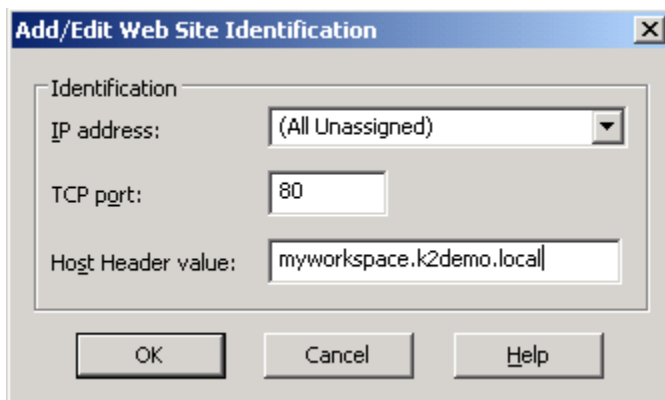 Add/Edit Web Site Identification
Identification
IP address: (All Unassigned)
TCP port: 80
Host Header value: myworkspace.k2demo.local
OK Cancel Help